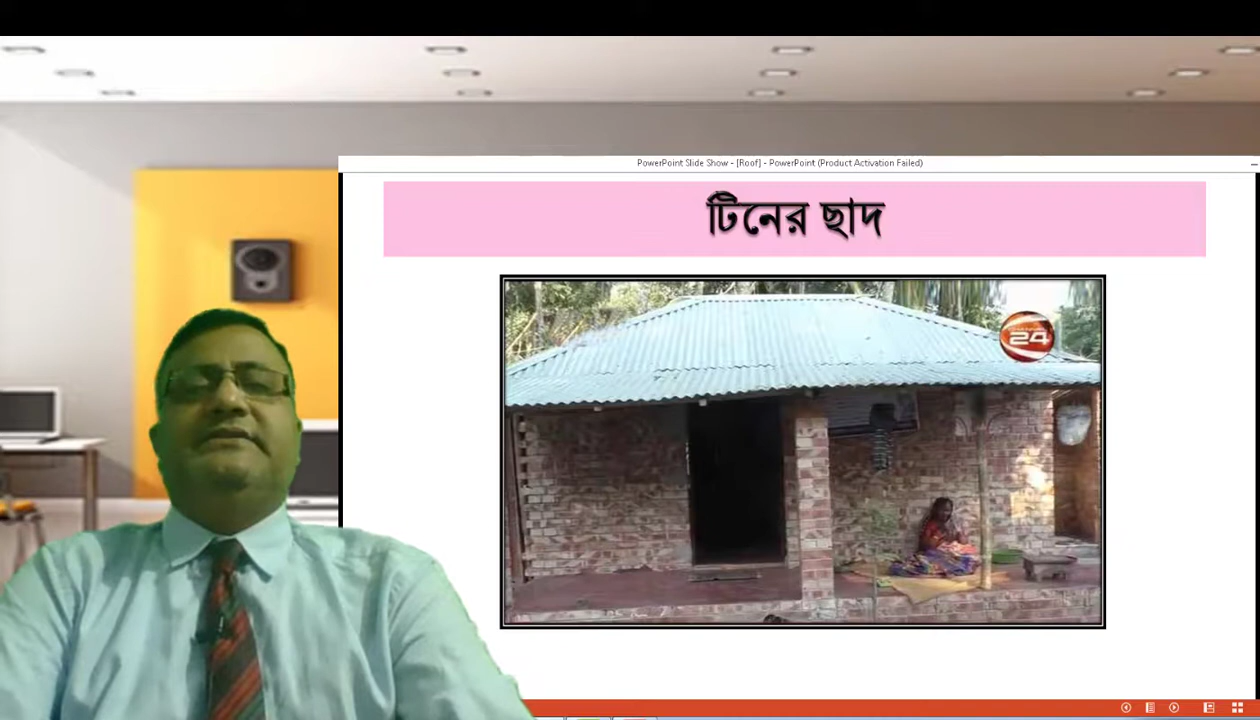 PowerPoint Slide Show - [Roof] - PowerPoint (Product Activation Failed)
টিনের ছাদ
24